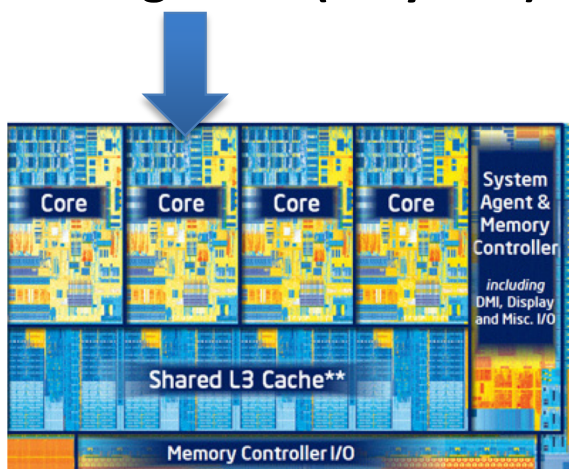 Core Core Core Core
System
Agent &
Memory
Controller
including
DMI, Display
and Misc. I/O
Shared L3 Cache**
Memory Controller I/O